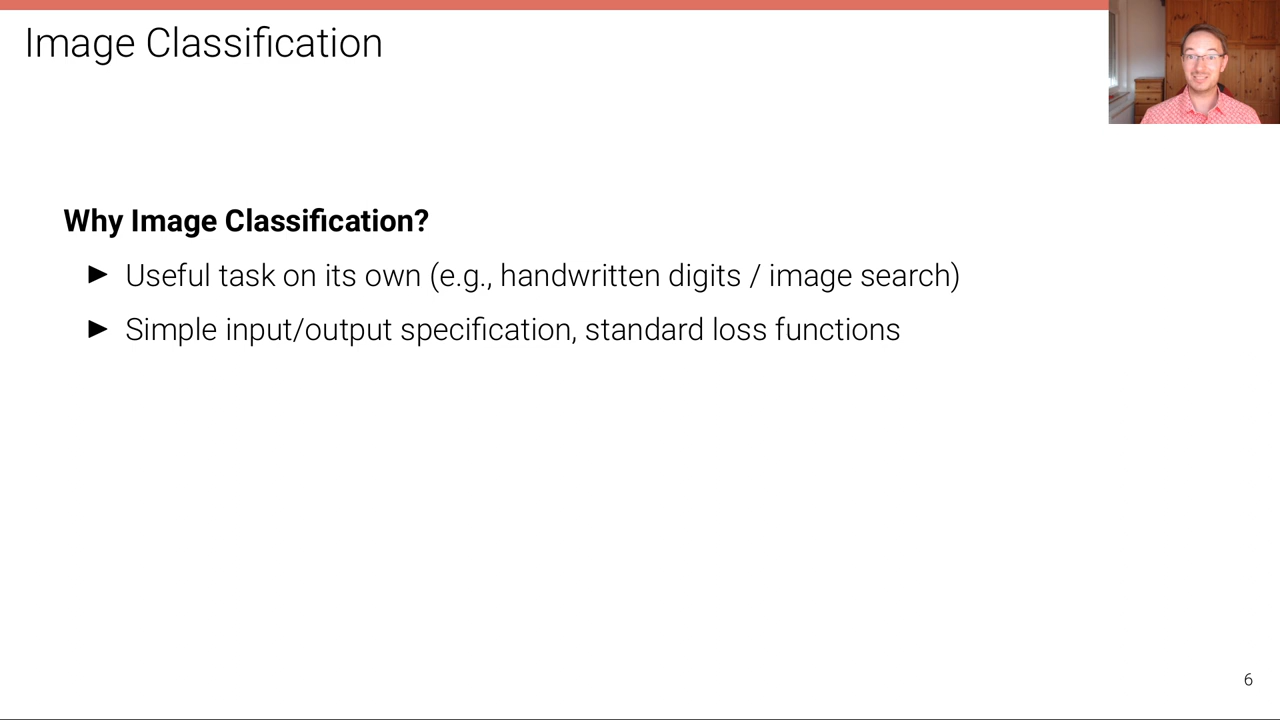 Image Classification
Why Image Classification?
► Useful task on its own (e.g., handwritten digits / image search)
► Simple input/output specification, standard loss functions
6